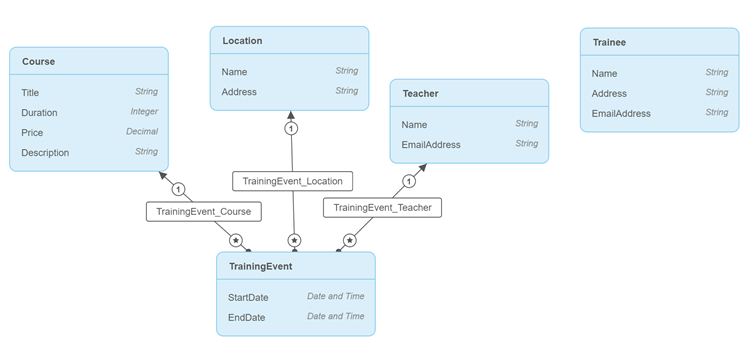 Course
Title String
Duration Integer
Price Decimal
Description String
Location
Name String
Address String
Teacher
Name String
EmailAddress String
Trainee
Name String
Address String
EmailAddress String
1
1
1
TrainingEvent_Course
TrainingEvent_Location
TrainingEvent_Teacher
TrainingEvent
StartDate Date and Time
EndDate Date and Time